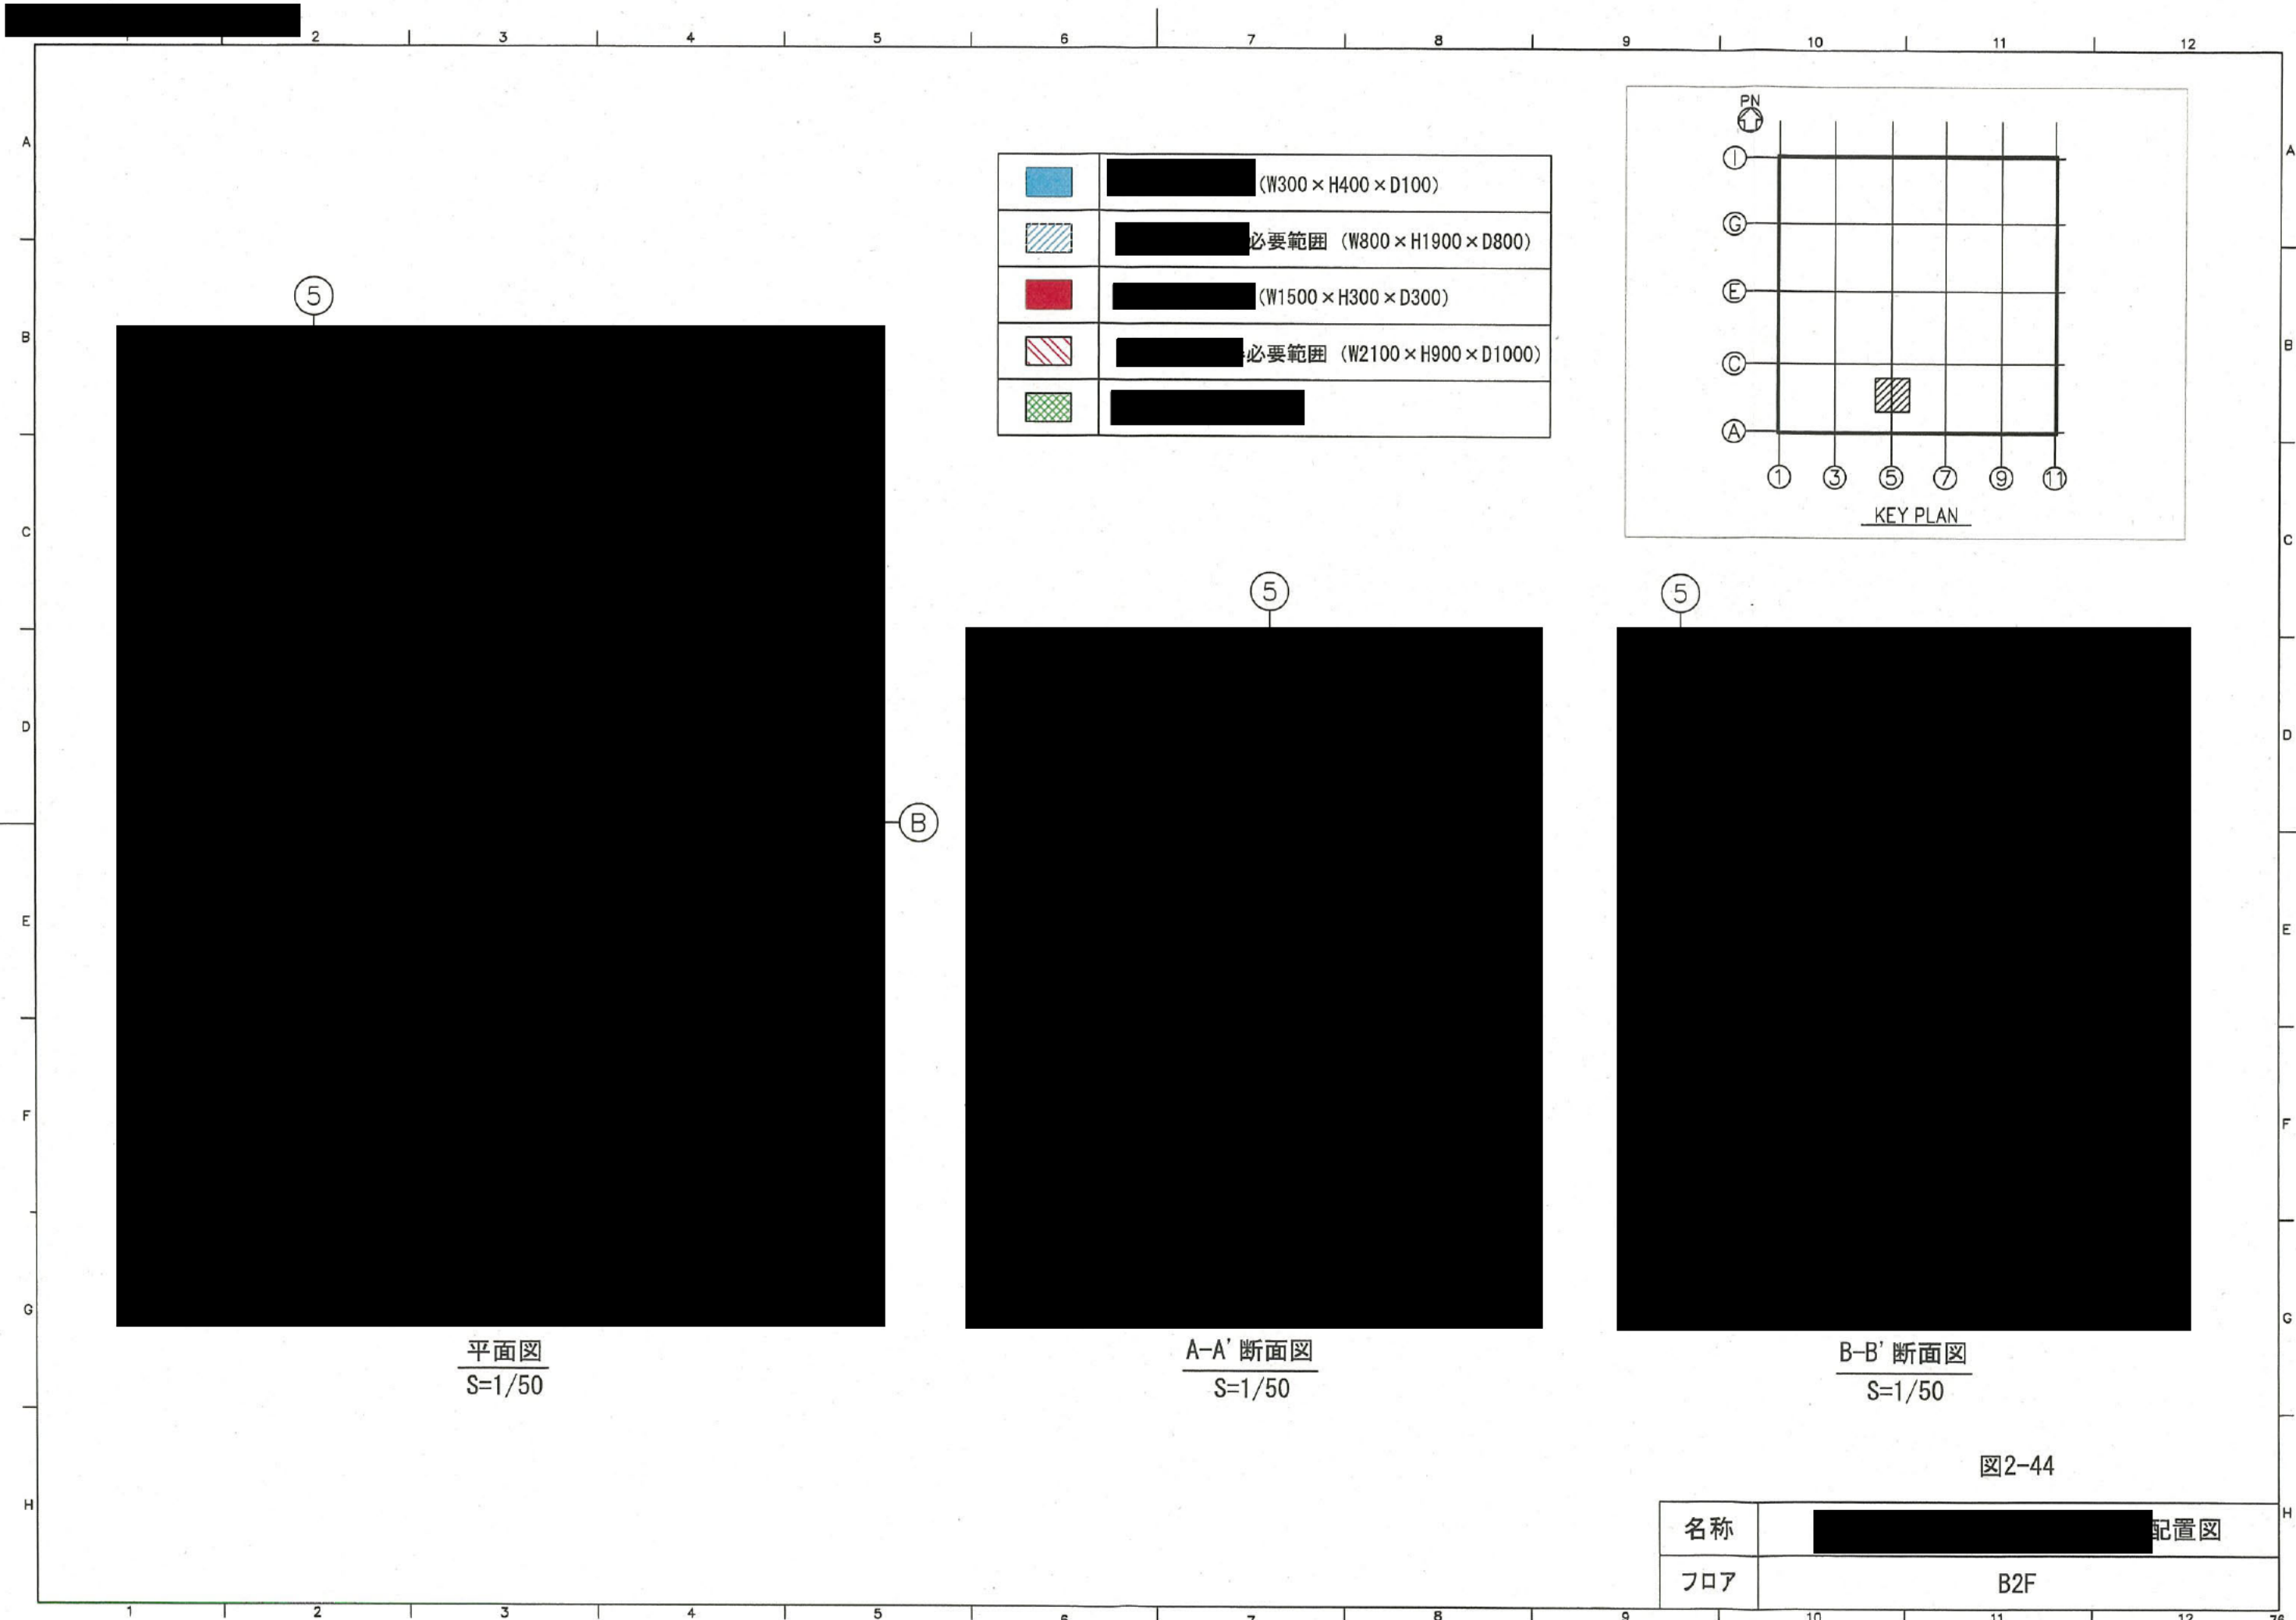 2 3 4 5 6 7 8 9 10 11 12
A
B
C
D
E
F
G
H
A
B
C
D
E
F
G
H
(W300×H400×D100)
必要範囲 (W800×H1900×D800)
(W1500×H300×D300)
必要範囲 (W2100×H900×D1000)
PN
I
G
E
C
A
1 3 5 7 9 11
KEY PLAN
5
B
5
5
平面図
S=1/50
A-A' 断面図
S=1/50
B-B' 断面図
S=1/50
図2-44
名称 配置図
フロア B2F
1 2 3 4 5 6 7 8 9 10 11 12